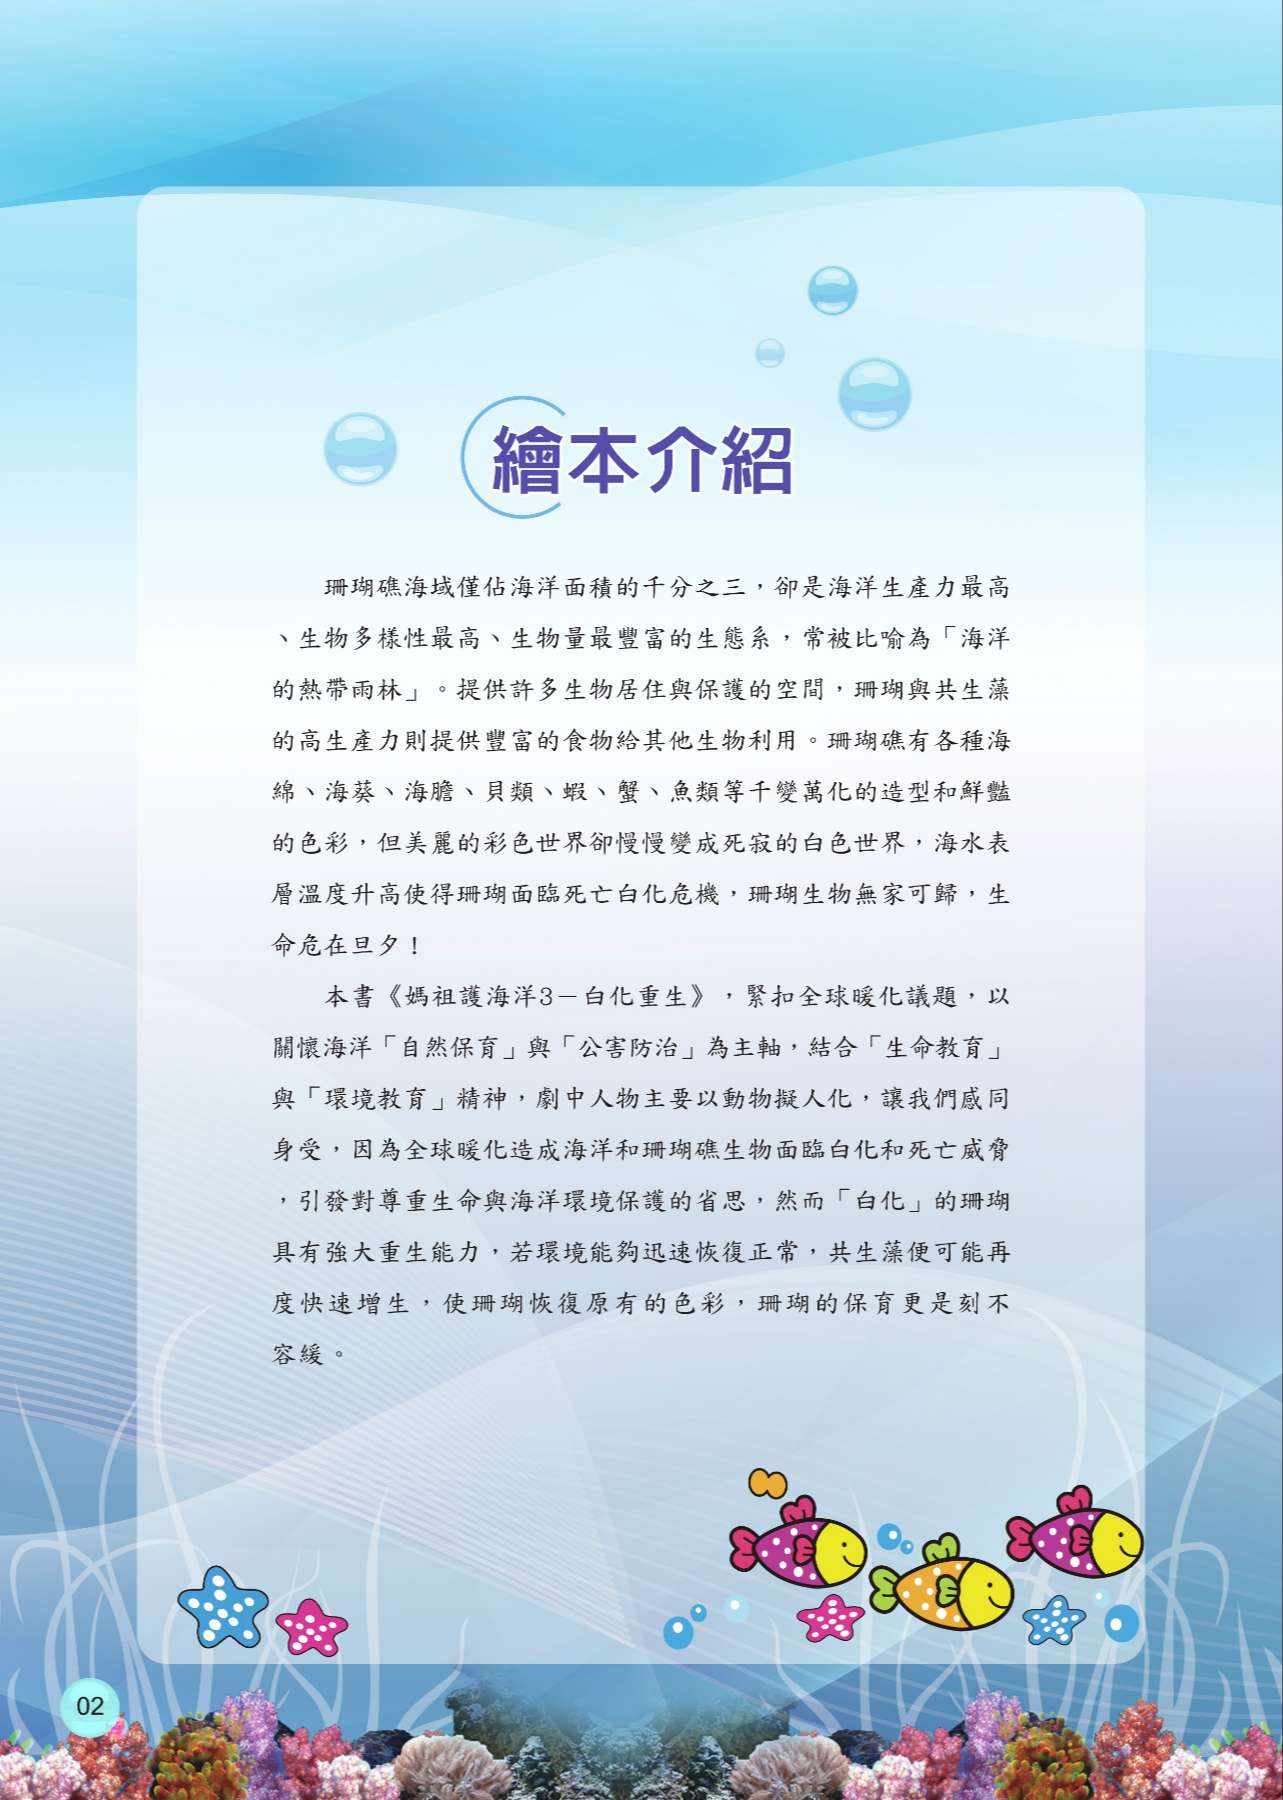 繪本介紹
珊瑚礁海域僅佔海洋面積的千分之三，卻是海洋生產力最高
、生物多樣性最高、生物量最豐富的生態系，常被比喻為「海洋
的熱帶雨林」。提供許多生物居住與保護的空間，珊瑚與共生藻
的高生產力則提供豐富的食物給其他生物利用。珊瑚礁有各種海
綿、海葵、海膽、貝類、蝦、蟹、魚類等千變萬化的造型和鮮豔
的色彩，但美麗的彩色世界卻慢慢變成死寂的白色世界，海水表
層溫度升高使得珊瑚面臨死亡白化危機，珊瑚生物無家可歸，生
命危在旦夕！
本書《媽祖護海洋3－白化重生》，緊扣全球暖化議題，以
關懷海洋「自然保育」與「公害防治」為主軸，結合「生命教育」
與「環境教育」精神，劇中人物主要以動物擬人化，讓我們感同
身受，因為全球暖化造成海洋和珊瑚礁生物面臨白化和死亡威脅
，引發對尊重生命與海洋環境保護的省思，然而「白化」的珊瑚
具有強大重生能力，若環境能夠迅速恢復正常，共生藻便可能再
度快速增生，使珊瑚恢復原有的色彩，珊瑚的保育更是刻不
容緩。
02